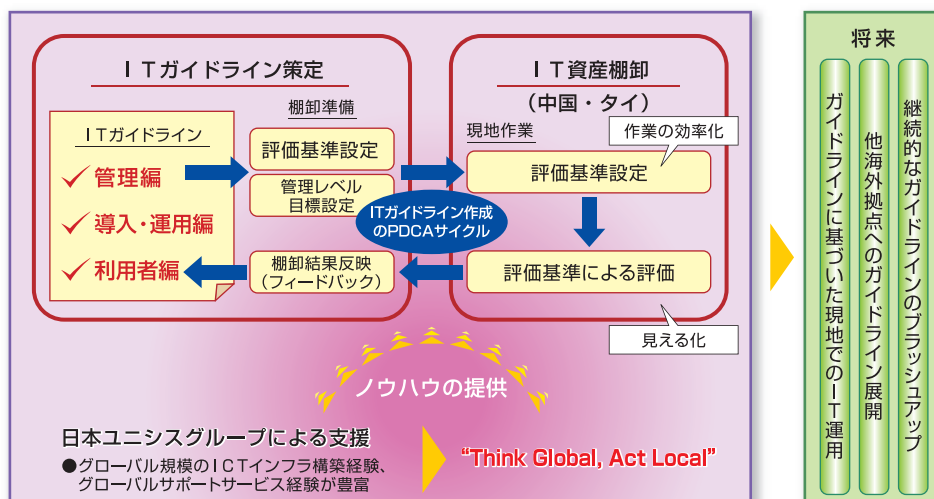 ITガイドライン策定
ITガイドライン
管理編
導入・運用編
利用者編
棚卸準備
評価基準設定
管理レベル
目標設定
棚卸結果反映
(フィードバック)
ITガイドライン作成
のPDCAサイクル
IT資産棚卸
(中国・タイ)
現地作業
作業の効率化
評価基準設定
評価基準による評価
見える化
ノウハウの提供
日本ユニシスグループによる支援
●グローバル規模のICTインフラ構築経験、
グローバルサポートサービス経験が豊富
“Think Global, Act Local”
将来
継続的なガイドラインのブラッシュアップ
他海外拠点へのガイドライン展開
ガイドラインに基づいた現地でのIT運用